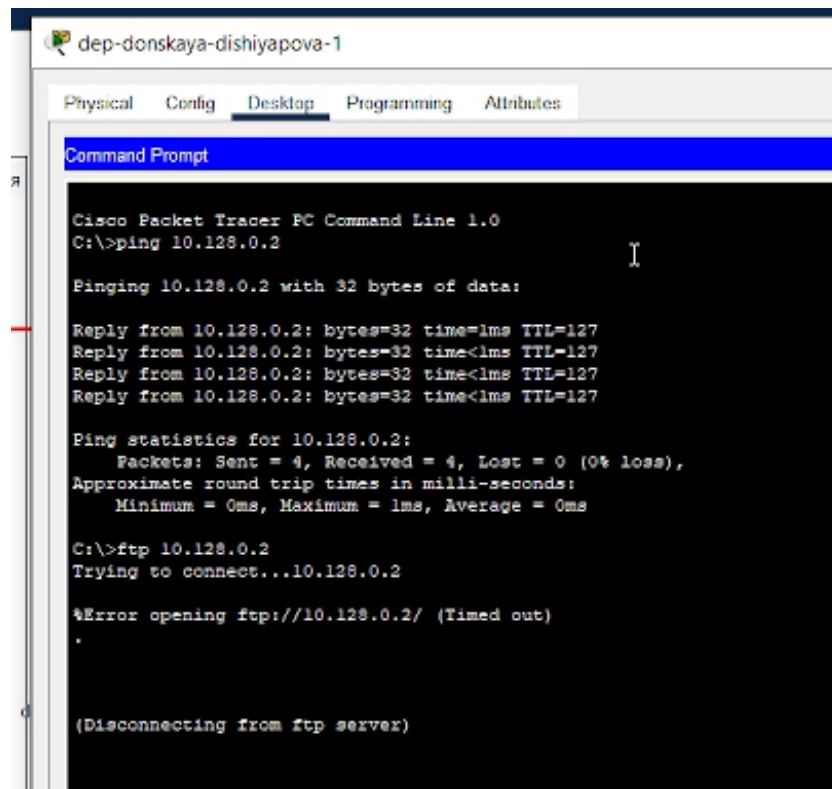 dep-donskaya-dishiyapova-1
Physical Config Desktop Programming Attributes
Command Prompt
я
Cisco Packet Tracer PC Command Line 1.0
C:\>ping 10.128.0.2
Pinging 10.128.0.2 with 32 bytes of data:
Reply from 10.128.0.2: bytes=32 time=1ms TTL=127
Reply from 10.128.0.2: bytes=32 time<1ms TTL=127
Reply from 10.128.0.2: bytes=32 time<1ms TTL=127
Reply from 10.128.0.2: bytes=32 time<1ms TTL=127
Ping statistics for 10.128.0.2:
Packets: Sent = 4, Received = 4, Lost = 0 (0% loss),
Approximate round trip times in milli-seconds:
Minimum = 0ms, Maximum = 1ms, Average = 0ms
C:\>ftp 10.128.0.2
Trying to connect...10.128.0.2
%Error opening ftp://10.128.0.2/ (Timed out)
.
(Disconnecting from ftp server)